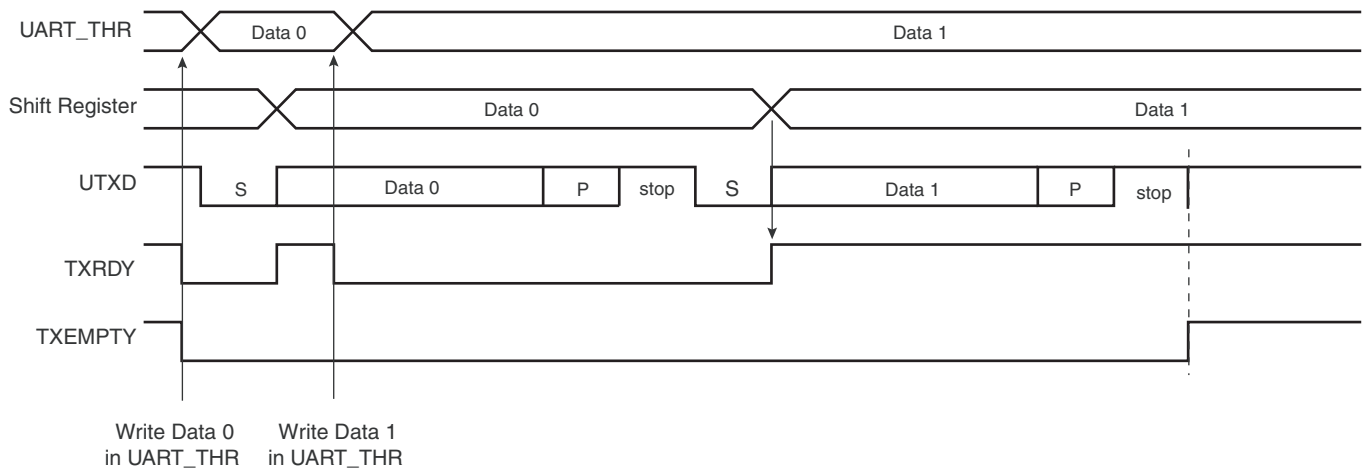 UART_THR
Data 0
Data 1
Shift Register
Data 0
Data 1
UTXD
S
Data 0
P
stop
S
Data 1
P
stop
TXRDY
TXEMPTY
Write Data 0
in UART_THR
Write Data 1
in UART_THR